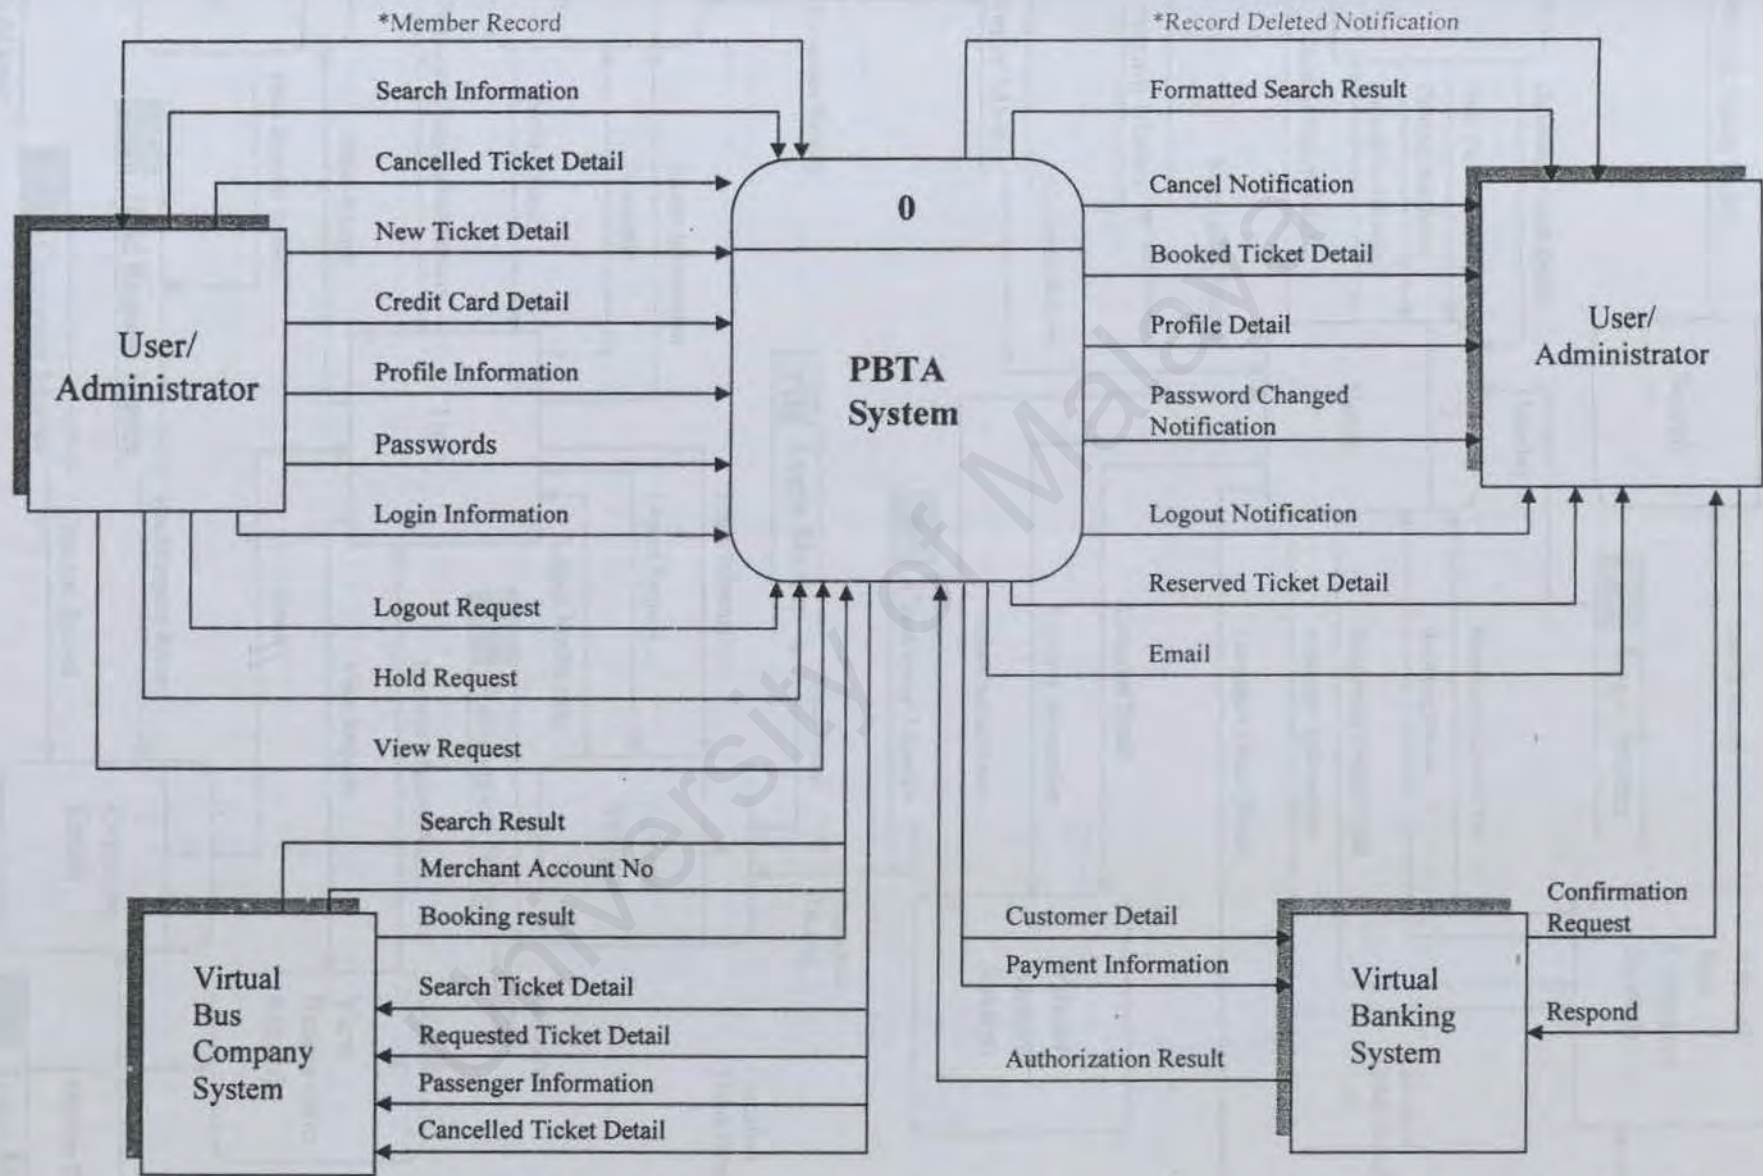 *Member Record
*Record Deleted Notification
Search Information
Formatted Search Result
Cancelled Ticket Detail
Cancel Notification
0
New Ticket Detail
Booked Ticket Detail
Credit Card Detail
Profile Detail
User/
Administrator
PBTA
System
User/
Administrator
Profile Information
Password Changed
Notification
Passwords
Login Information
Logout Notification
Logout Request
Reserved Ticket Detail
Hold Request
Email
View Request
Search Result
Merchant Account No
Booking result
Virtual
Bus
Company
System
Search Ticket Detail
Requested Ticket Detail
Passenger Information
Cancelled Ticket Detail
Customer Detail
Payment Information
Authorization Result
Virtual
Banking
System
Confirmation
Request
Respond
University of Malaya